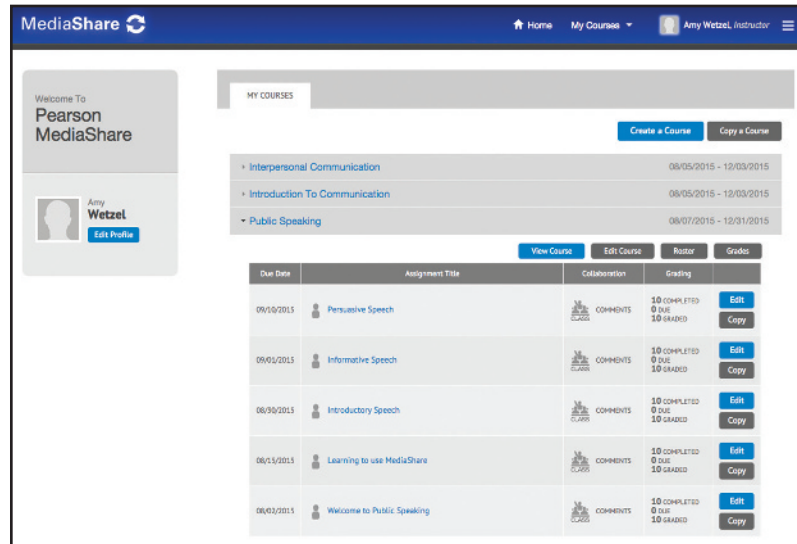 MediaShare
Home My Courses Amy Wetzel, Instructor
Welcome To
Pearson
MediaShare
Amy
Wetzel
Edit Profile
MY COURSES
Create a Course Copy a Course
Interpersonal Communication 08/05/2015 - 12/03/2015
Introduction To Communication 08/05/2015 - 12/03/2015
Public Speaking 08/07/2015 - 12/31/2015
View Course Edit Course Roster Grades
Due Date Assignment Title Collaboration Grading
09/10/2015 Persuasive Speech CLASS COMMENTS 10 COMPLETED 0 DUE 10 GRADED Edit Copy
09/01/2015 Informative Speech CLASS COMMENTS 10 COMPLETED 0 DUE 10 GRADED Edit Copy
08/30/2015 Introductory Speech CLASS COMMENTS 10 COMPLETED 0 DUE 10 GRADED Edit Copy
08/15/2015 Learning to use MediaShare CLASS COMMENTS 10 COMPLETED 0 DUE 10 GRADED Edit Copy
08/02/2015 Welcome to Public Speaking CLASS COMMENTS 10 COMPLETED 0 DUE 10 GRADED Edit Copy